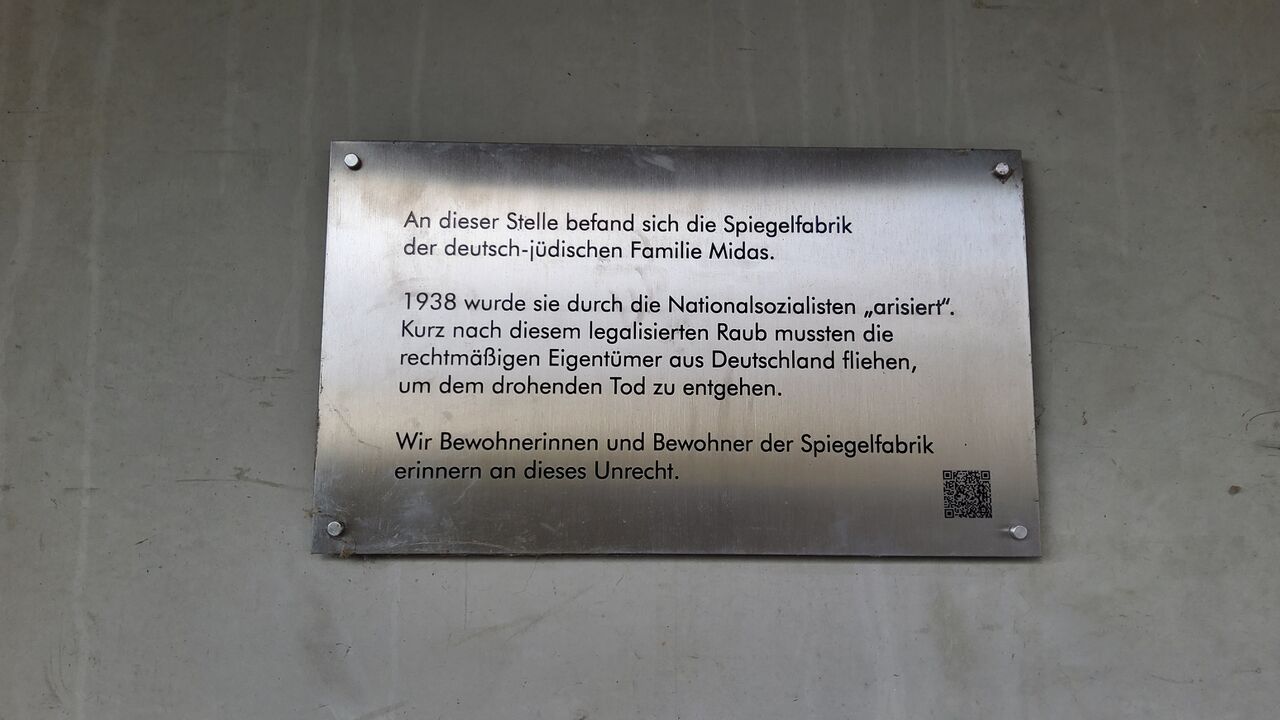 An dieser Stelle befand sich die Spiegelfabrik
der deutsch-jüdischen Familie Midas.
1938 wurde sie durch die Nationalsozialisten „arisiert“.
Kurz nach diesem legalisierten Raub mussten die
rechtmäßigen Eigentümer aus Deutschland fliehen,
um dem drohenden Tod zu entgehen.
Wir Bewohnerinnen und Bewohner der Spiegelfabrik
erinnern an dieses Unrecht.